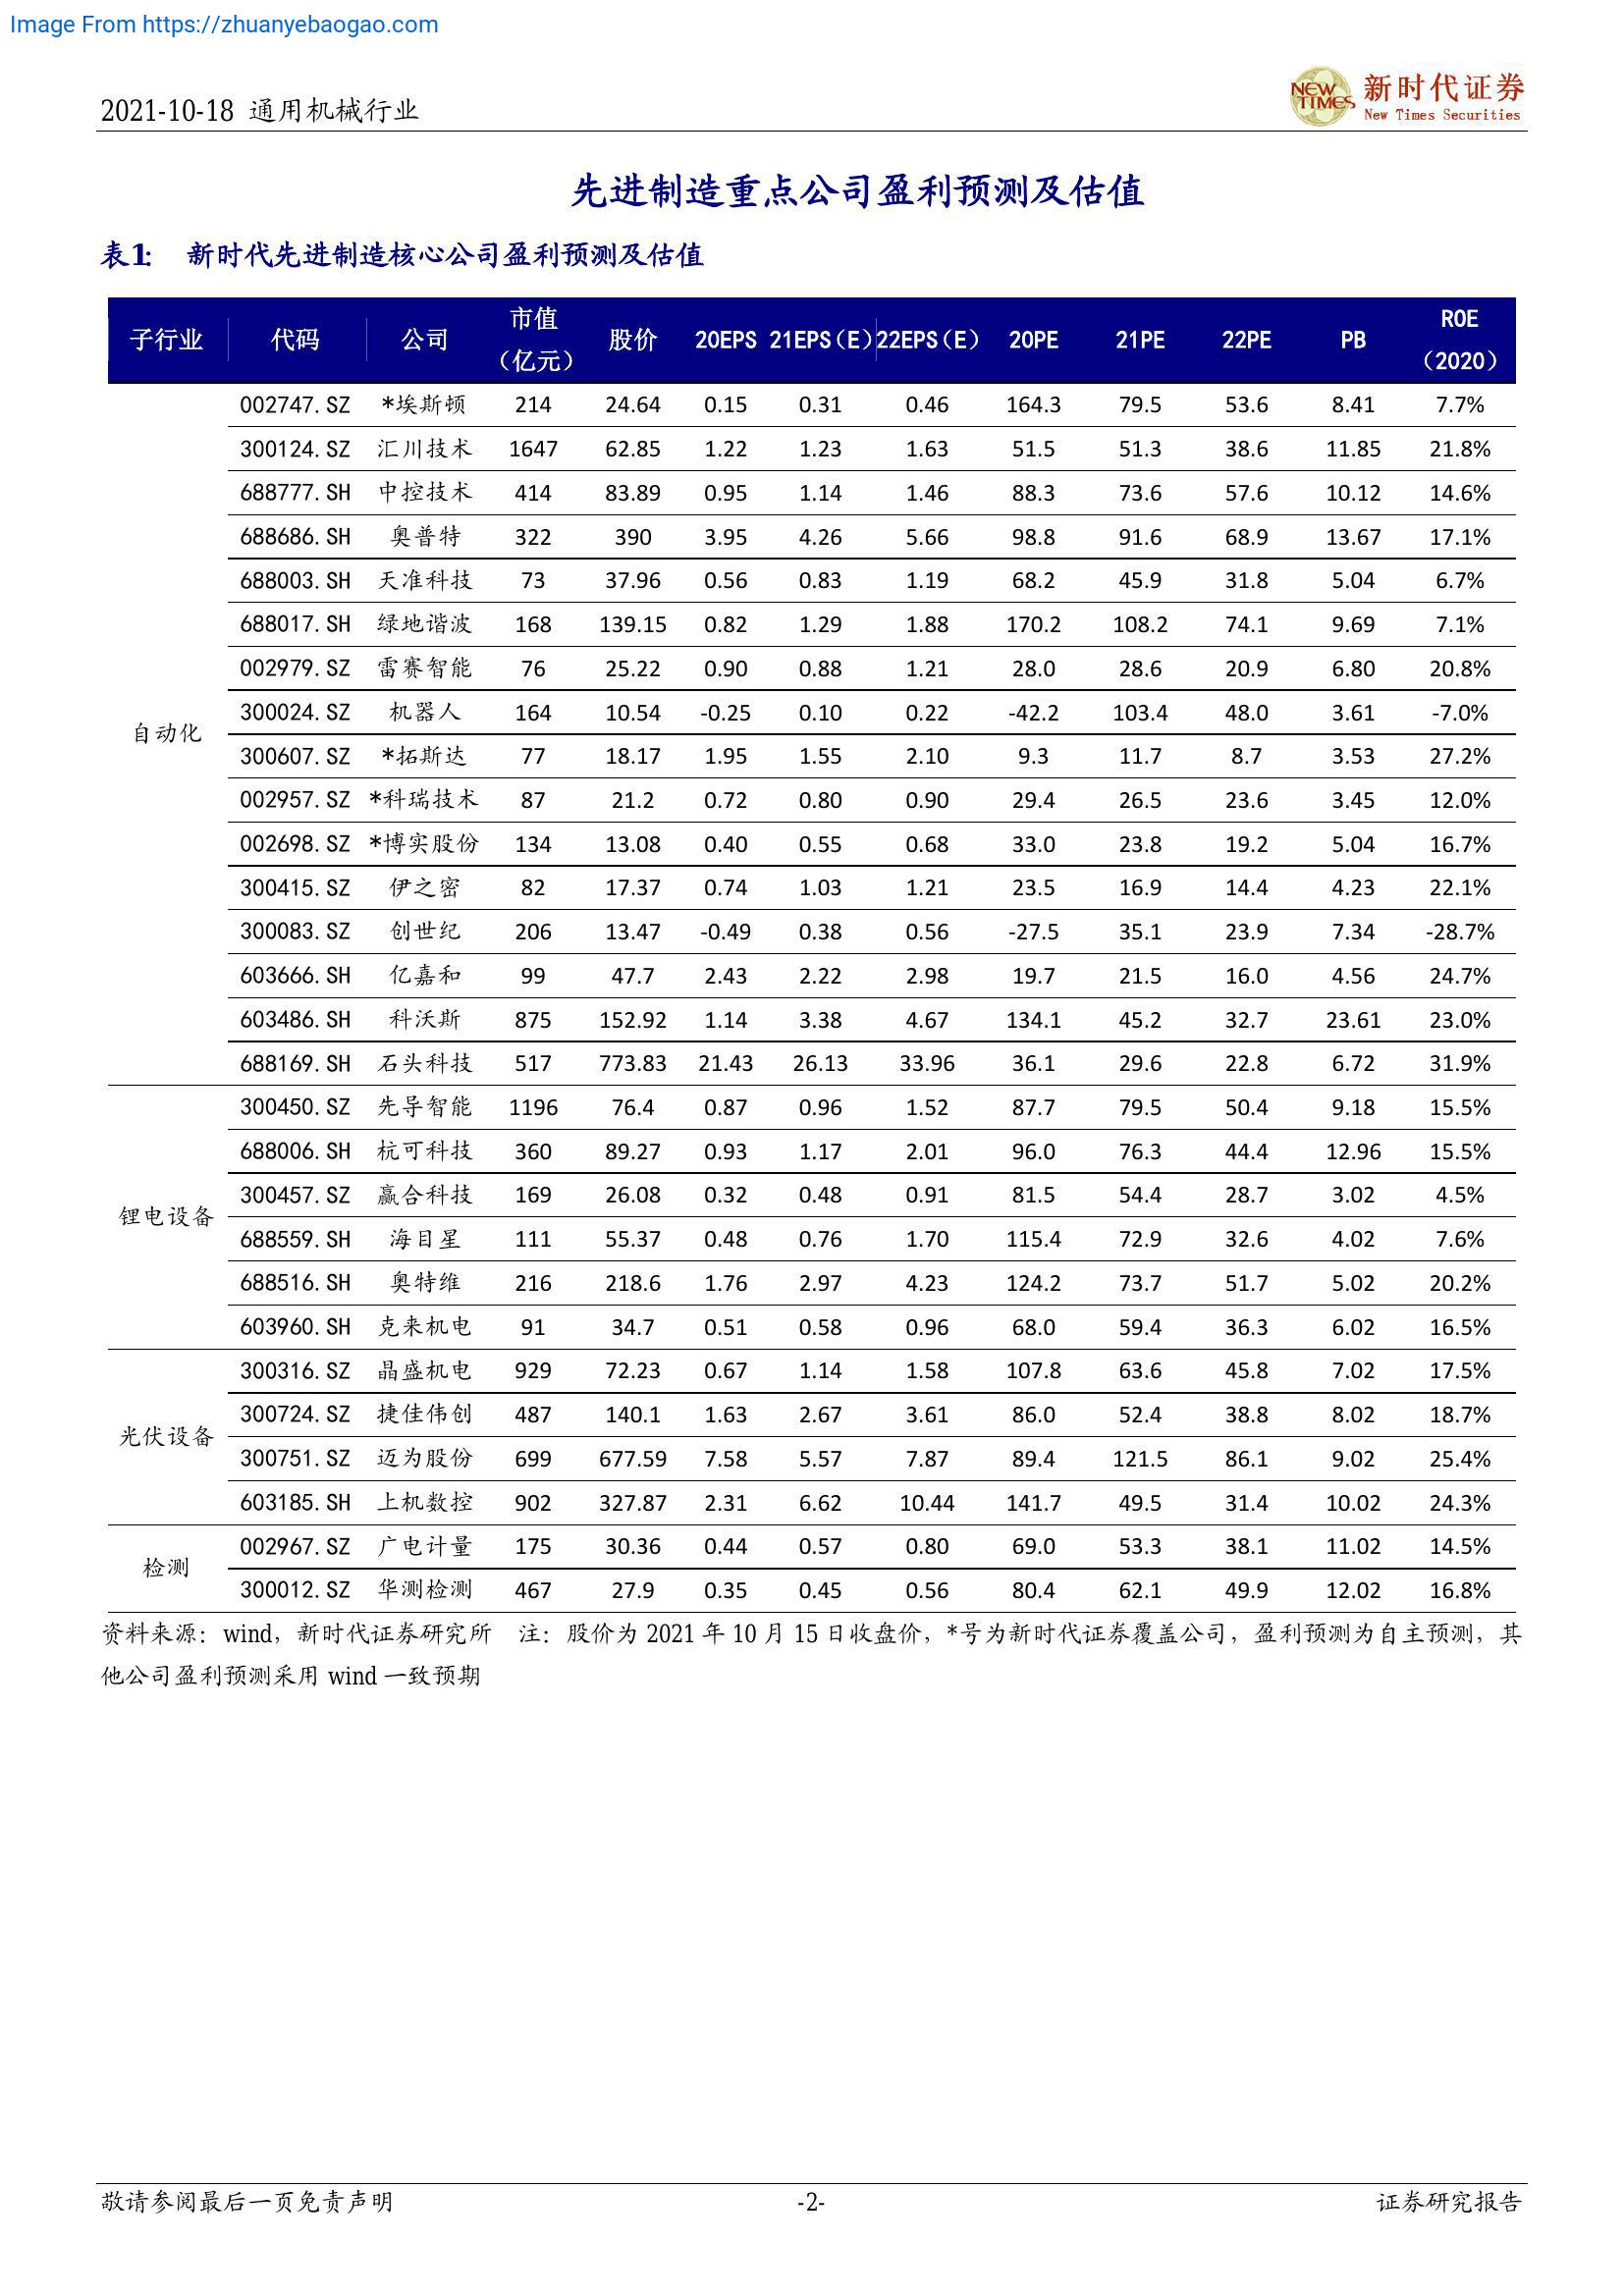 Image From https://zhuanyebaogao.com
2021-10-18 通用机械行业
NEW TIMES 新时代证券
New Times Securities
先进制造重点公司盈利预测及估值
表1: 新时代先进制造核心公司盈利预测及估值
子行业 代码 公司 市值（亿元） 股价 20EPS 21EPS（E） 22EPS（E） 20PE 21PE 22PE PB ROE（2020）
自动化
002747.SZ *埃斯顿 214 24.64 0.15 0.31 0.46 164.3 79.5 53.6 8.41 7.7%
300124.SZ 汇川技术 1647 62.85 1.22 1.23 1.63 51.5 51.3 38.6 11.85 21.8%
688777.SH 中控技术 414 83.89 0.95 1.14 1.46 88.3 73.6 57.6 10.12 14.6%
688686.SH 奥普特 322 390 3.95 4.26 5.66 98.8 91.6 68.9 13.67 17.1%
688003.SH 天准科技 73 37.96 0.56 0.83 1.19 68.2 45.9 31.8 5.04 6.7%
688017.SH 绿地谐波 168 139.15 0.82 1.29 1.88 170.2 108.2 74.1 9.69 7.1%
002979.SZ 雷赛智能 76 25.22 0.90 0.88 1.21 28.0 28.6 20.9 6.80 20.8%
300024.SZ 机器人 164 10.54 -0.25 0.10 0.22 -42.2 103.4 48.0 3.61 -7.0%
300607.SZ *拓斯达 77 18.17 1.95 1.55 2.10 9.3 11.7 8.7 3.53 27.2%
002957.SZ *科瑞技术 87 21.2 0.72 0.80 0.90 29.4 26.5 23.6 3.45 12.0%
002698.SZ *博实股份 134 13.08 0.40 0.55 0.68 33.0 23.8 19.2 5.04 16.7%
300415.SZ 伊之密 82 17.37 0.74 1.03 1.21 23.5 16.9 14.4 4.23 22.1%
300083.SZ 创世纪 206 13.47 -0.49 0.38 0.56 -27.5 35.1 23.9 7.34 -28.7%
603666.SH 亿嘉和 99 47.7 2.43 2.22 2.98 19.7 21.5 16.0 4.56 24.7%
603486.SH 科沃斯 875 152.92 1.14 3.38 4.67 134.1 45.2 32.7 23.61 23.0%
688169.SH 石头科技 517 773.83 21.43 26.13 33.96 36.1 29.6 22.8 6.72 31.9%
锂电设备
300450.SZ 先导智能 1196 76.4 0.87 0.96 1.52 87.7 79.5 50.4 9.18 15.5%
688006.SH 杭可科技 360 89.27 0.93 1.17 2.01 96.0 76.3 44.4 12.96 15.5%
300457.SZ 赢合科技 169 26.08 0.32 0.48 0.91 81.5 54.4 28.7 3.02 4.5%
688559.SH 海目星 111 55.37 0.48 0.76 1.70 115.4 72.9 32.6 4.02 7.6%
688516.SH 奥特维 216 218.6 1.76 2.97 4.23 124.2 73.7 51.7 5.02 20.2%
603960.SH 克来机电 91 34.7 0.51 0.58 0.96 68.0 59.4 36.3 6.02 16.5%
光伏设备
300316.SZ 晶盛机电 929 72.23 0.67 1.14 1.58 107.8 63.6 45.8 7.02 17.5%
300724.SZ 捷佳伟创 487 140.1 1.63 2.67 3.61 86.0 52.4 38.8 8.02 18.7%
300751.SZ 迈为股份 699 677.59 7.58 5.57 7.87 89.4 121.5 86.1 9.02 25.4%
603185.SH 上机数控 902 327.87 2.31 6.62 10.44 141.7 49.5 31.4 10.02 24.3%
检测
002967.SZ 广电计量 175 30.36 0.44 0.57 0.80 69.0 53.3 38.1 11.02 14.5%
300012.SZ 华测检测 467 27.9 0.35 0.45 0.56 80.4 62.1 49.9 12.02 16.8%
资料来源：wind，新时代证券研究所 注：股价为 2021 年 10 月 15 日收盘价，*号为新时代证券覆盖公司，盈利预测为自主预测，其
他公司盈利预测采用 wind 一致预期
敬请参阅最后一页免责声明 -2- 证券研究报告